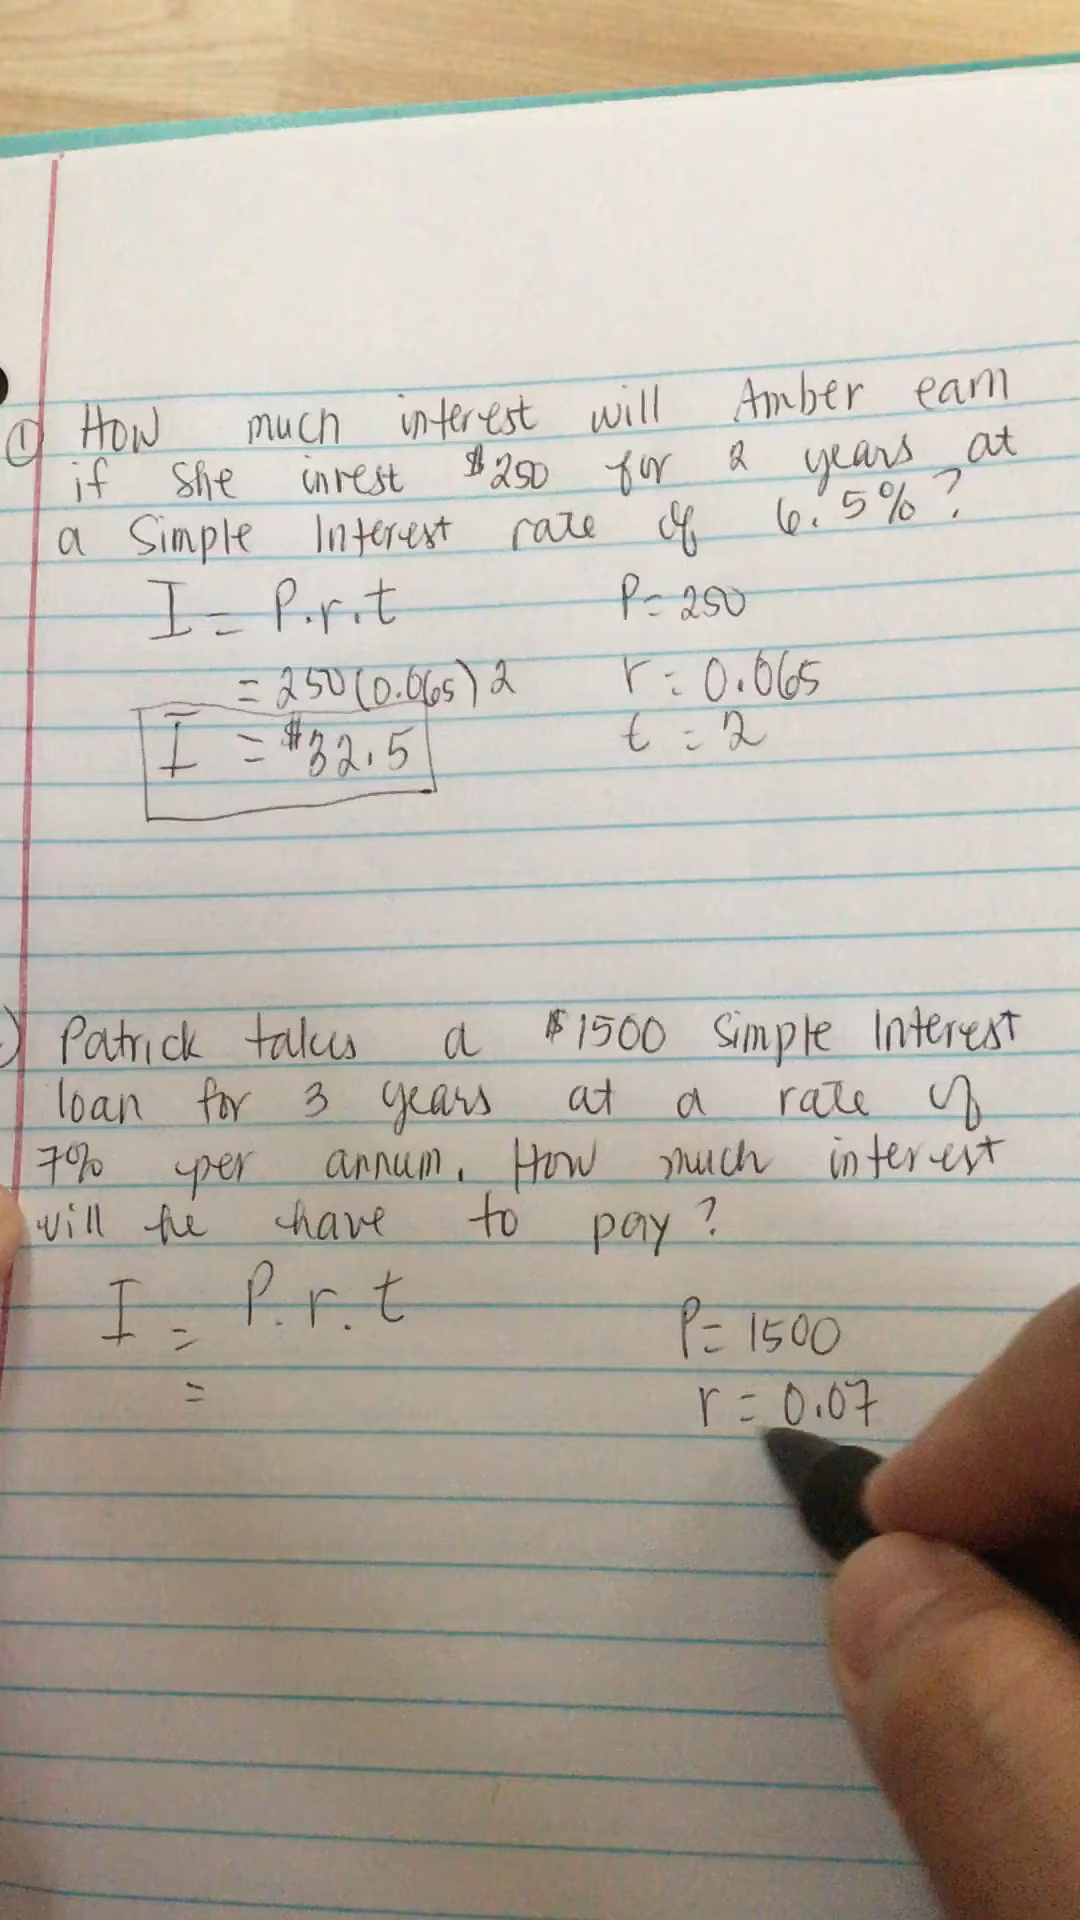 ① How much interest will Amber earn
if She invest $250 for 2 years at
a Simple Interest rate of 6.5%?
I = P.r.t P= 250
= 250(0.065)2 r = 0.065
I = $32.5 t = 2
) Patrick takes a $1500 Simple Interest
loan for 3 years at a rate of
7% per annum. How much interest
will he have to pay?
I = P.r.t P= 1500
= r = 0.07